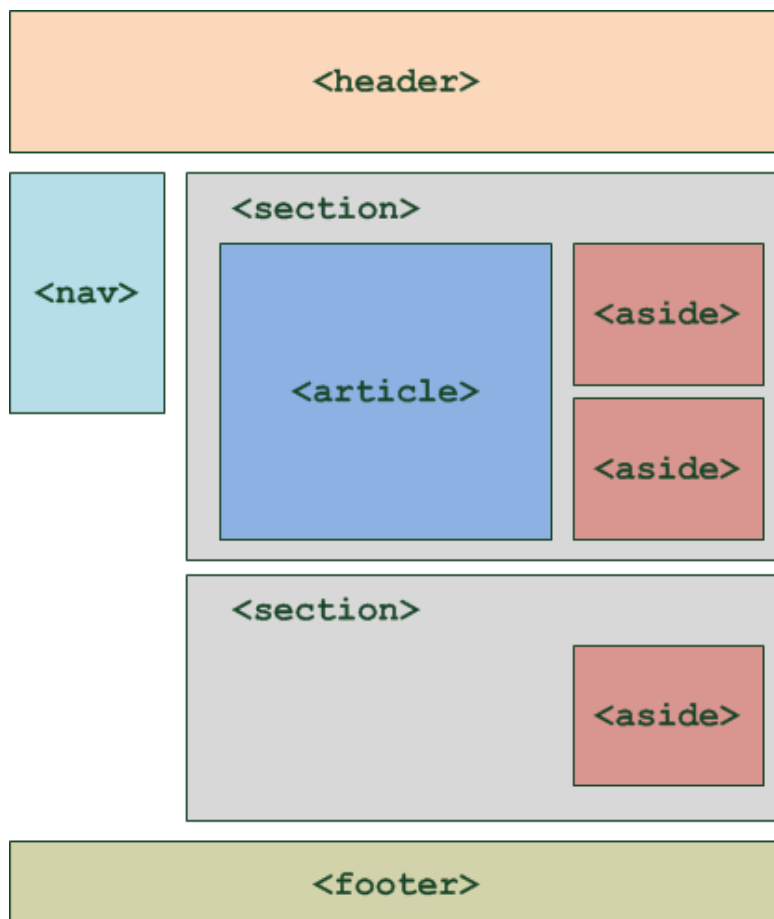 <header>
<nav>
<section>
<article>
<aside>
<aside>
<section>
<aside>
<footer>